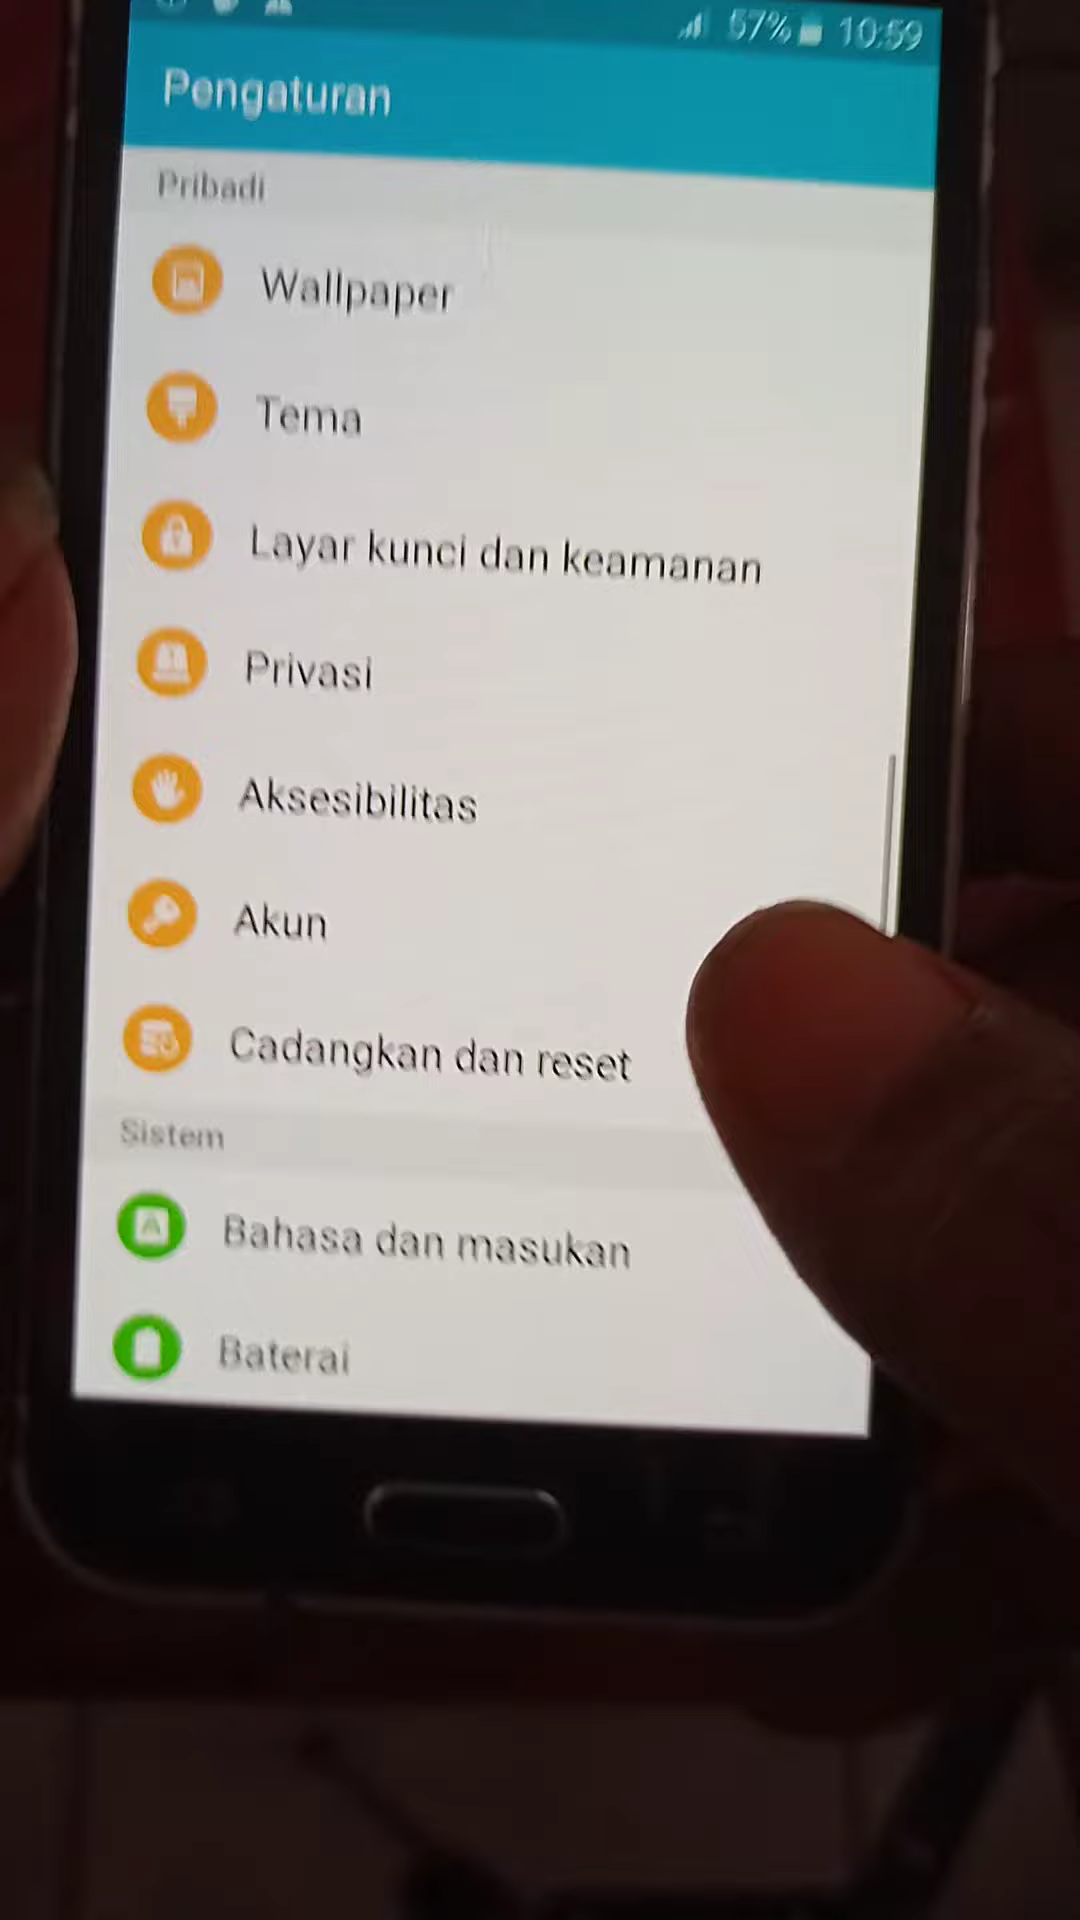 57% 10:59
Pengaturan
Pribadi
Wallpaper
Tema
Layar kunci dan keamanan
Privasi
Aksesibilitas
Akun
Cadangkan dan reset
Sistem
Bahasa dan masukan
Baterai